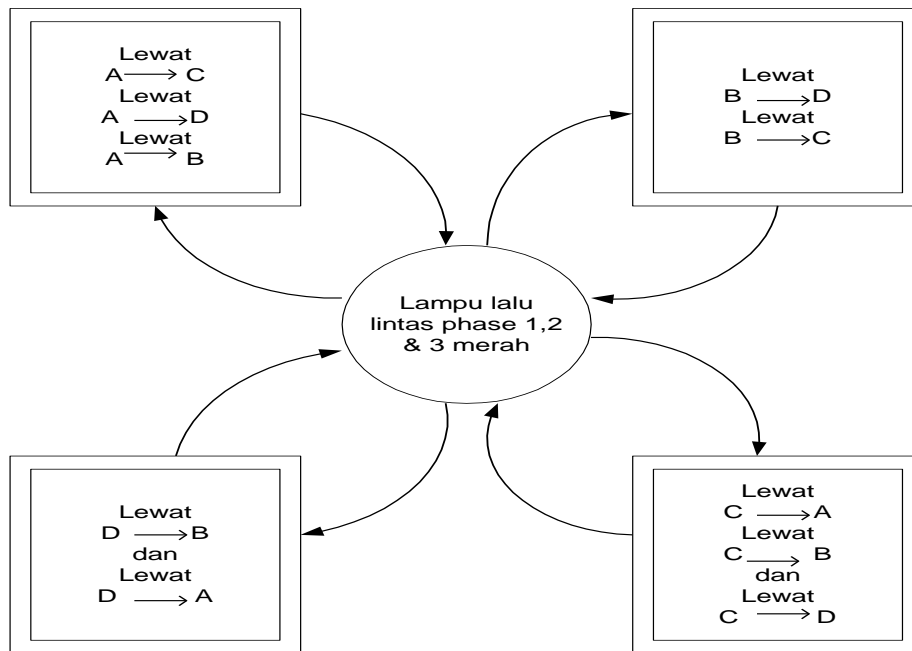 Lewat
A → C
Lewat
A → D
Lewat
A → B
Lewat
B → D
Lewat
B → C
Lampu lalu
lintas phase 1,2
& 3 merah
Lewat
D → B
dan
Lewat
D → A
Lewat
C → A
Lewat
C → B
dan
Lewat
C → D